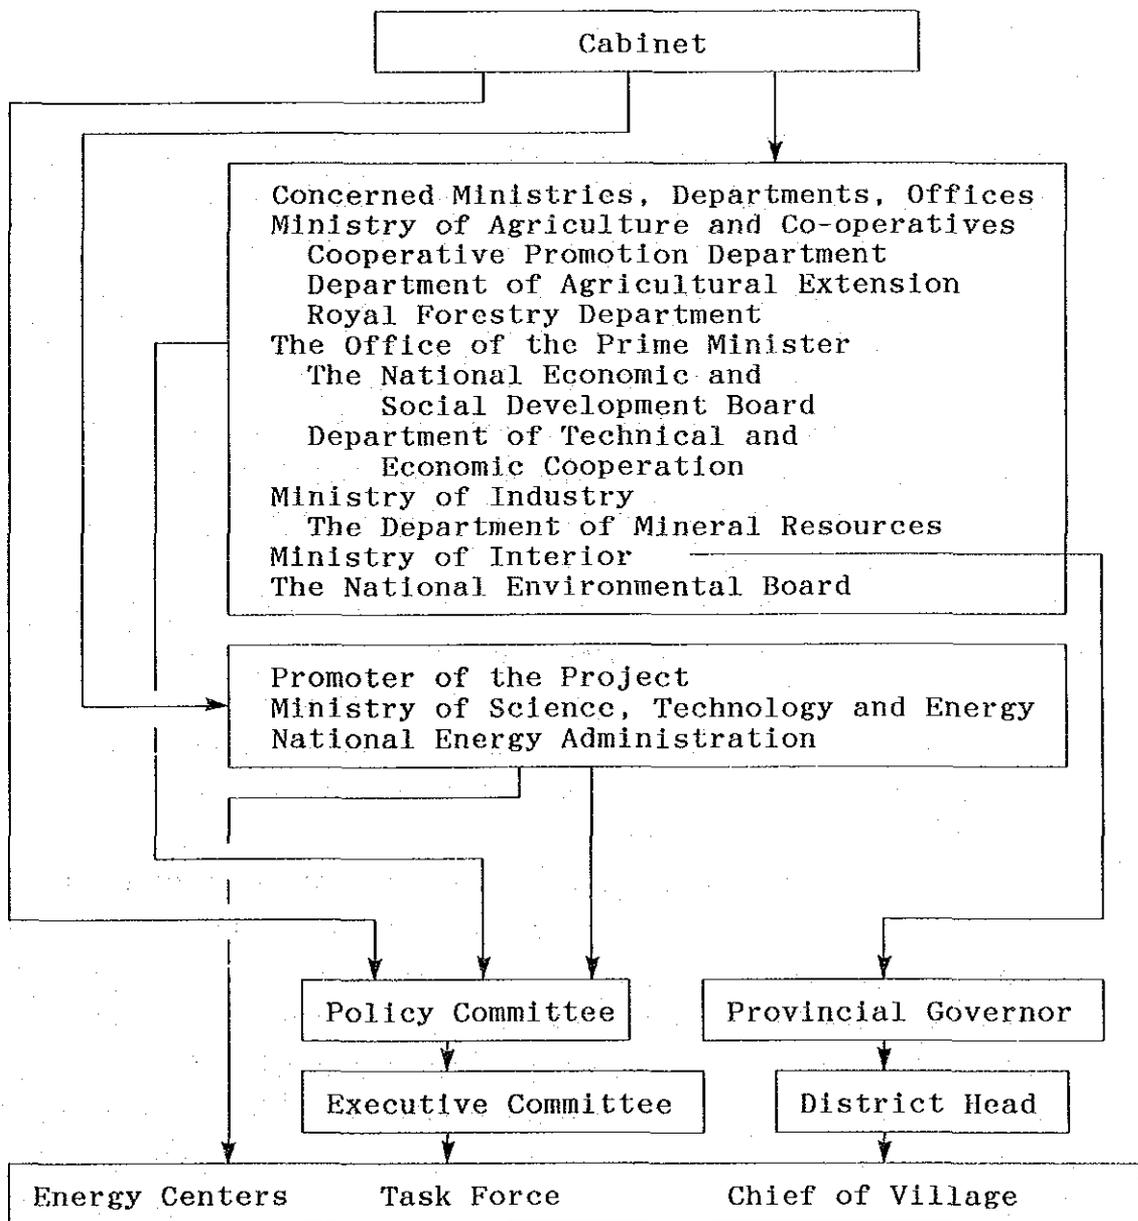 Cabinet
Concerned Ministries, Departments, Offices
Ministry of Agriculture and Co-operatives
Cooperative Promotion Department
Department of Agricultural Extension
Royal Forestry Department
The Office of the Prime Minister
The National Economic and
Social Development Board
Department of Technical and
Economic Cooperation
Ministry of Industry
The Department of Mineral Resources
Ministry of Interior
The National Environmental Board
Promoter of the Project
Ministry of Science, Technology and Energy
National Energy Administration
Policy Committee Provincial Governor
Executive Committee District Head
Energy Centers Task Force Chief of Village